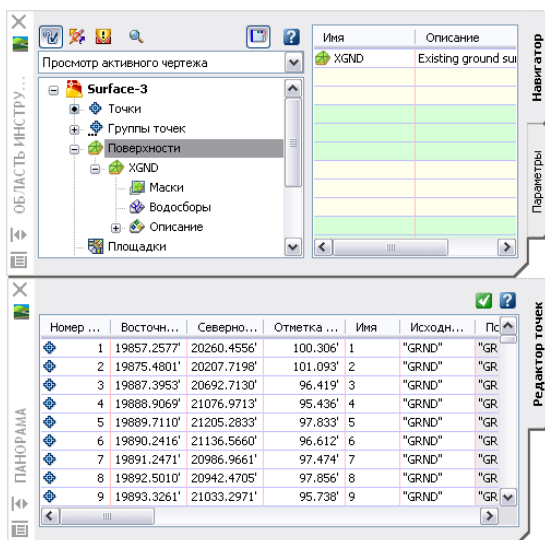 ОБЛАСТЬ ИНСТРУ...
Просмотр активного чертежа
Surface-3
Точки
Группы точек
Поверхности
XGND
Маски
Водосборы
Описание
Площадки
Имя Описание
XGND Existing ground sur
Навигатор
Параметры
ПАНОРАМА
Номер ... Восточн... Северно... Отметка ... Имя Исходн... По
1 19857.2577' 20260.4556' 100.306' 1 "GRND" "GR
2 19875.4801' 20207.7198' 101.093' 2 "GRND" "GR
3 19887.3953' 20692.7130' 96.419' 3 "GRND" "GR
4 19888.9069' 21076.9713' 95.436' 4 "GRND" "GR
5 19889.7110' 21205.2833' 97.833' 5 "GRND" "GR
6 19890.2416' 21136.5660' 96.612' 6 "GRND" "GR
7 19891.2471' 20986.9661' 97.474' 7 "GRND" "GR
8 19892.5010' 20942.4705' 97.856' 8 "GRND" "GR
9 19893.3261' 21033.2971' 95.738' 9 "GRND" "GR
Редактор точек